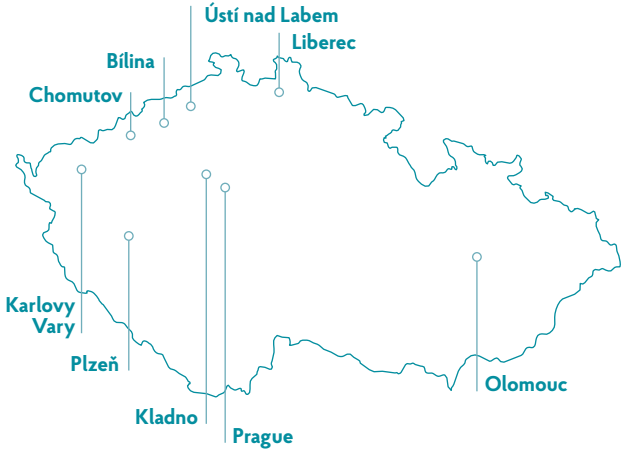 Ústí nad Labem
Liberec
Bílina
Chomutov
Karlovy
Vary
Plzeň
Olomouc
Kladno
Prague